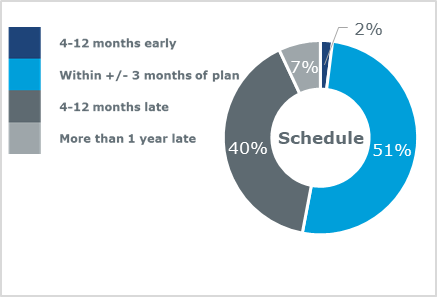 4-12 months early
Within +/- 3 months of plan
4-12 months late
More than 1 year late
2%
7%
Schedule
40%
51%